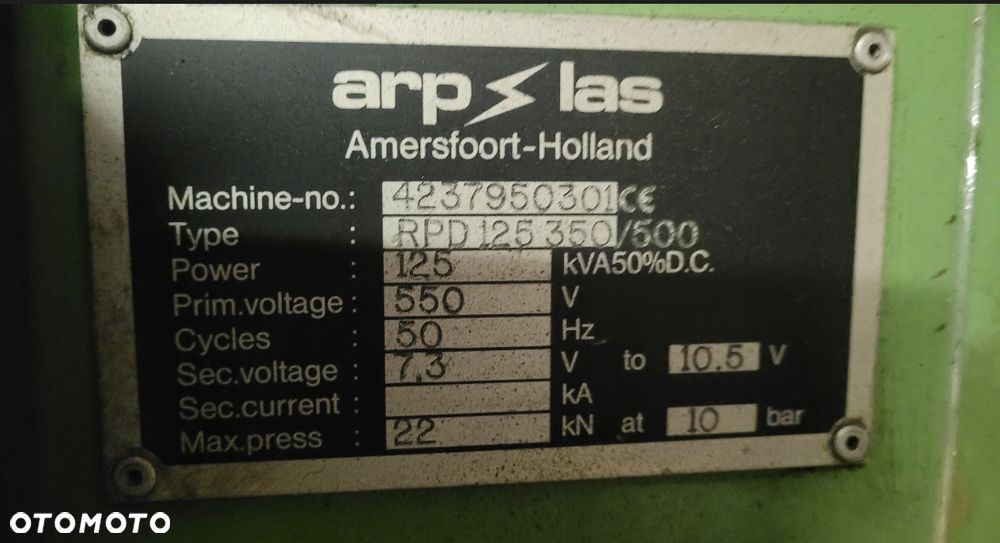 arp las
Amersfoort-Holland
Machine-no.: 4237950301 CE
Type : RPD 125 350/500
Power : 125 kVA50%D.C.
Prim.voltage : 550 V
Cycles : 50 Hz
Sec.voltage : 7.3 V to 10.5 V
Sec.current : kA
Max.press : 22 kN at 10 bar
OTOMOTO